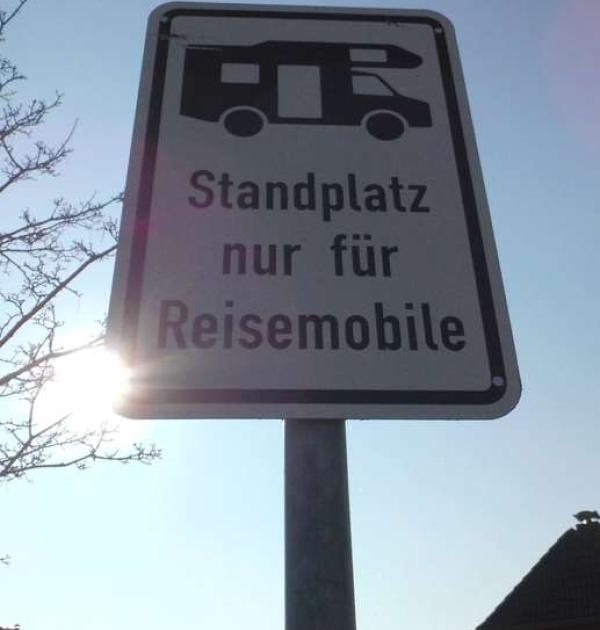 Standplatz
nur für
Reisemobile